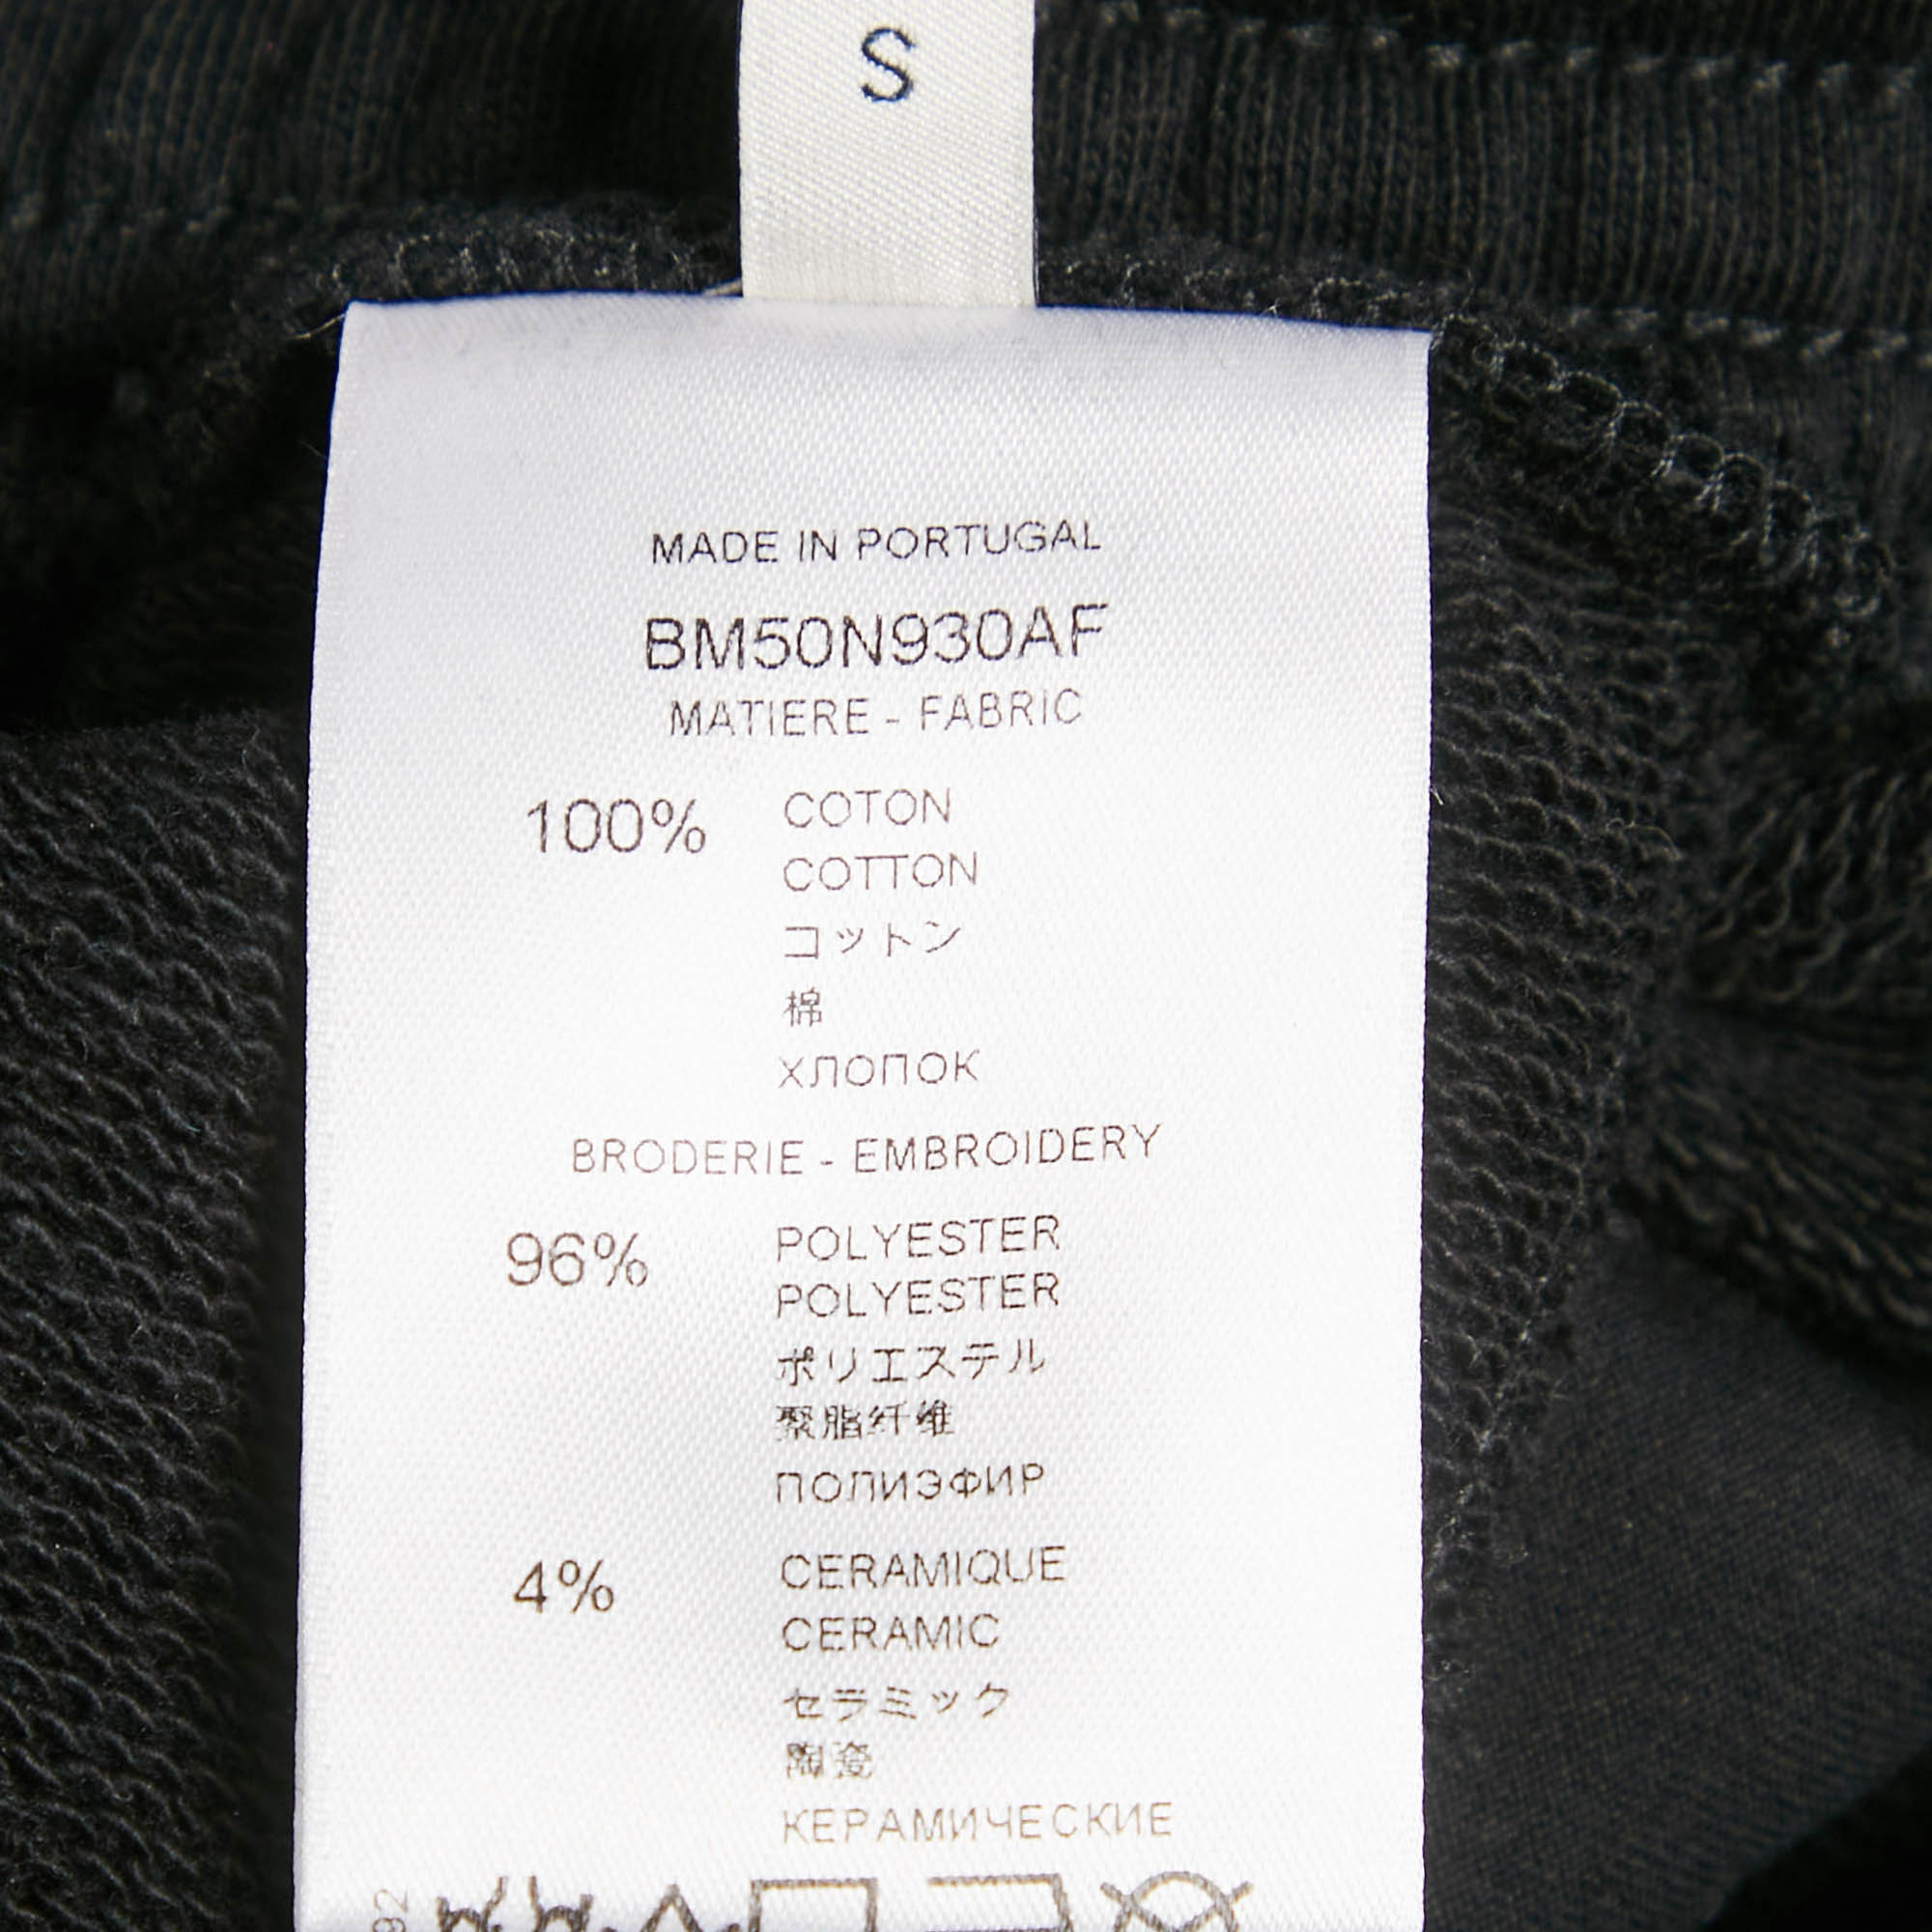 S
MADE IN PORTUGAL
BM50N930AF
MATIERE - FABRIC
100% COTON
COTTON
コットン
棉
ХЛОПОК
BRODERIE - EMBROIDERY
96% POLYESTER
POLYESTER
ポリエステル
聚脂纤维
ПОЛИЭФИР
4% CERAMIQUE
CERAMIC
セラミック
陶瓷
КЕРАМИЧЕСКИЕ